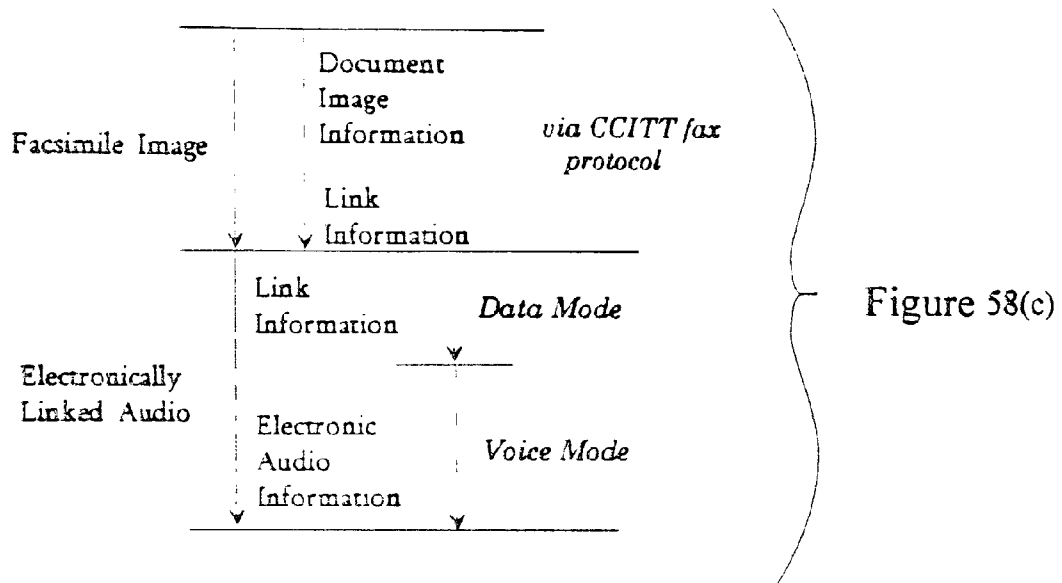 Document
Image
Information
Facsimile Image
via CCITT fax
protocol
Link
Information
Link
Information
Data Mode
Figure 58(c)
Electronically
Linked Audio
Electronic
Audio
Information
Voice Mode